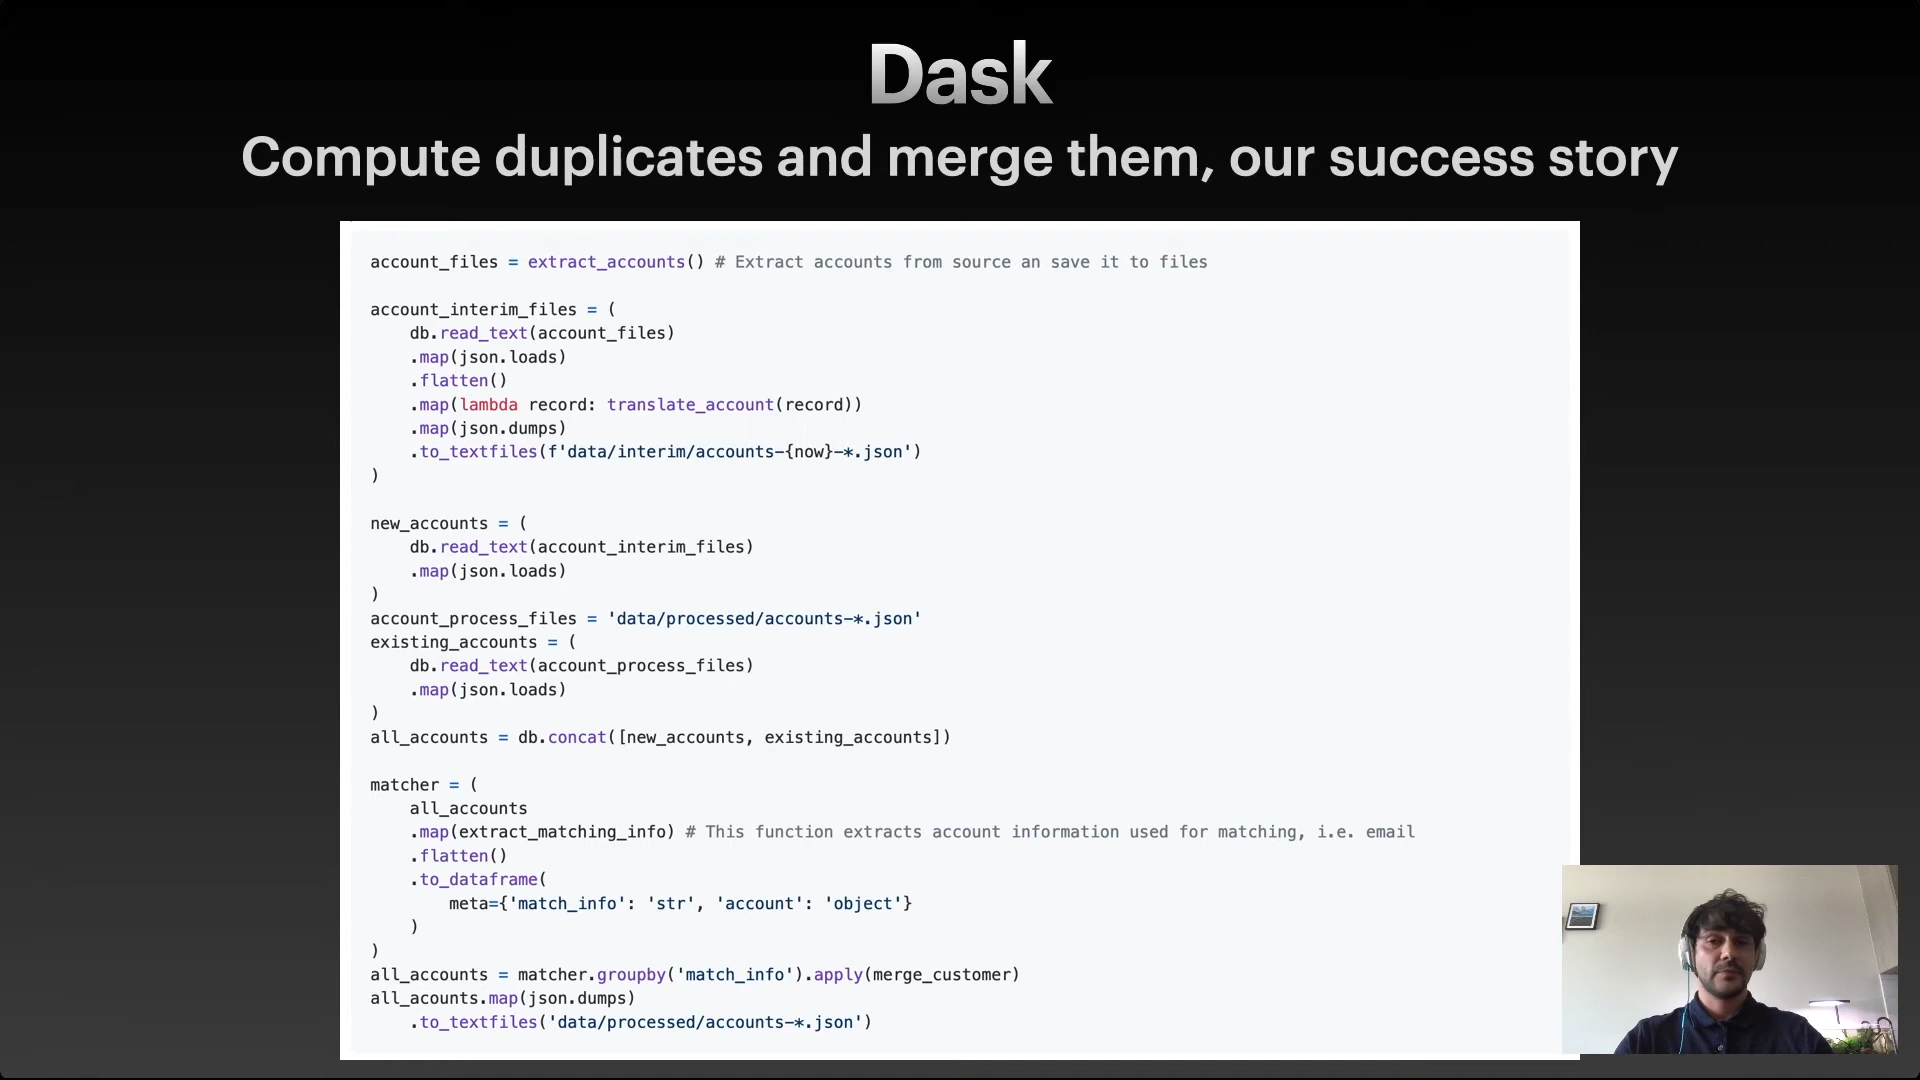 Dask
Compute duplicates and merge them, our success story
account_files = extract_accounts() # Extract accounts from source an save it to files
account_interim_files = (
    db.read_text(account_files)
    .map(json.loads)
    .flatten()
    .map(lambda record: translate_account(record))
    .map(json.dumps)
    .to_textfiles(f'data/interim/accounts-{now}-*.json')
)
new_accounts = (
    db.read_text(account_interim_files)
    .map(json.loads)
)
account_process_files = 'data/processed/accounts-*.json'
existing_accounts = (
    db.read_text(account_process_files)
    .map(json.loads)
)
all_accounts = db.concat([new_accounts, existing_accounts])
matcher = (
    all_accounts
    .map(extract_matching_info) # This function extracts account information used for matching, i.e. email
    .flatten()
    .to_dataframe(
        meta={'match_info': 'str', 'account': 'object'}
    )
)
all_accounts = matcher.groupby('match_info').apply(merge_customer)
all_acounts.map(json.dumps)
    .to_textfiles('data/processed/accounts-*.json')